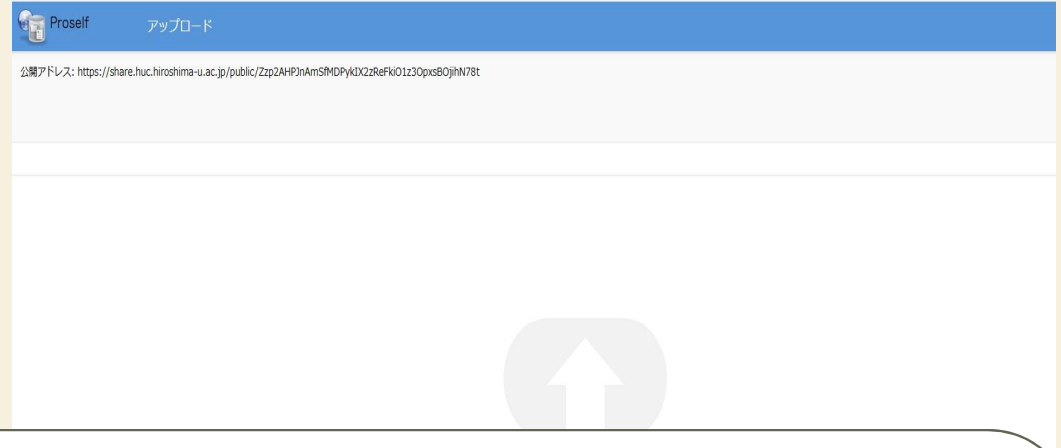 Proself
アップロード
公開アドレス: https://share.huc.hiroshima-u.ac.jp/public/Zzp2AHPJnAmSfMDPykIX2zReFkiO1z3OpxsBOjihN78t